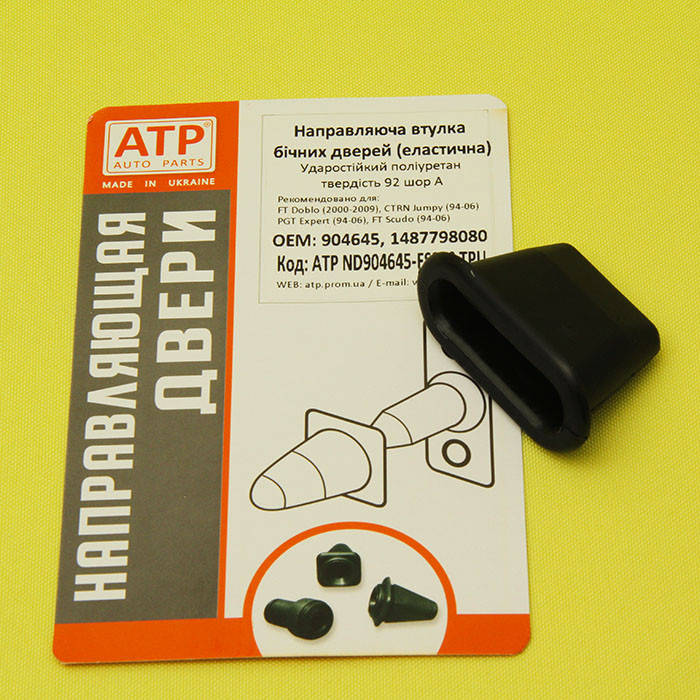 ATP®
AUTO PARTS
MADE IN UKRAINE
НАПРАВЛЯЮЩАЯ
ДВЕРИ
Направляюча втулка
бічних дверей (еластична)
Ударостійкий поліуретан
твердість 92 шор А
Рекомендовано для:
FT Doblo (2000-2009), CTRN Jumpy (94-06)
PGT Expert (94-06), FT Scudo (94-06)
OEM: 904645, 1487798080
Код: ATP ND904645-
WEB: atp.prom.ua / E-mail: